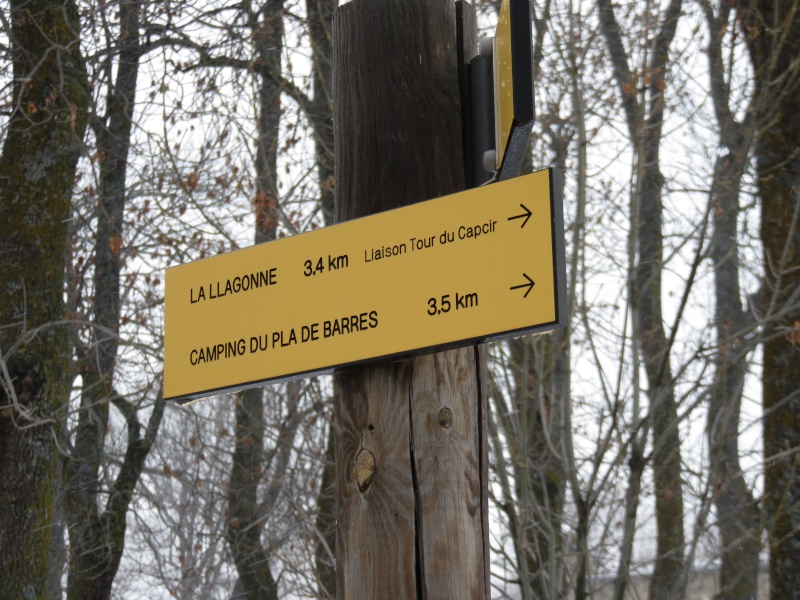 LA LLAGONNE 3,4 km Liaison Tour du Capcir →
CAMPING DU PLA DE BARRES 3,5 km →